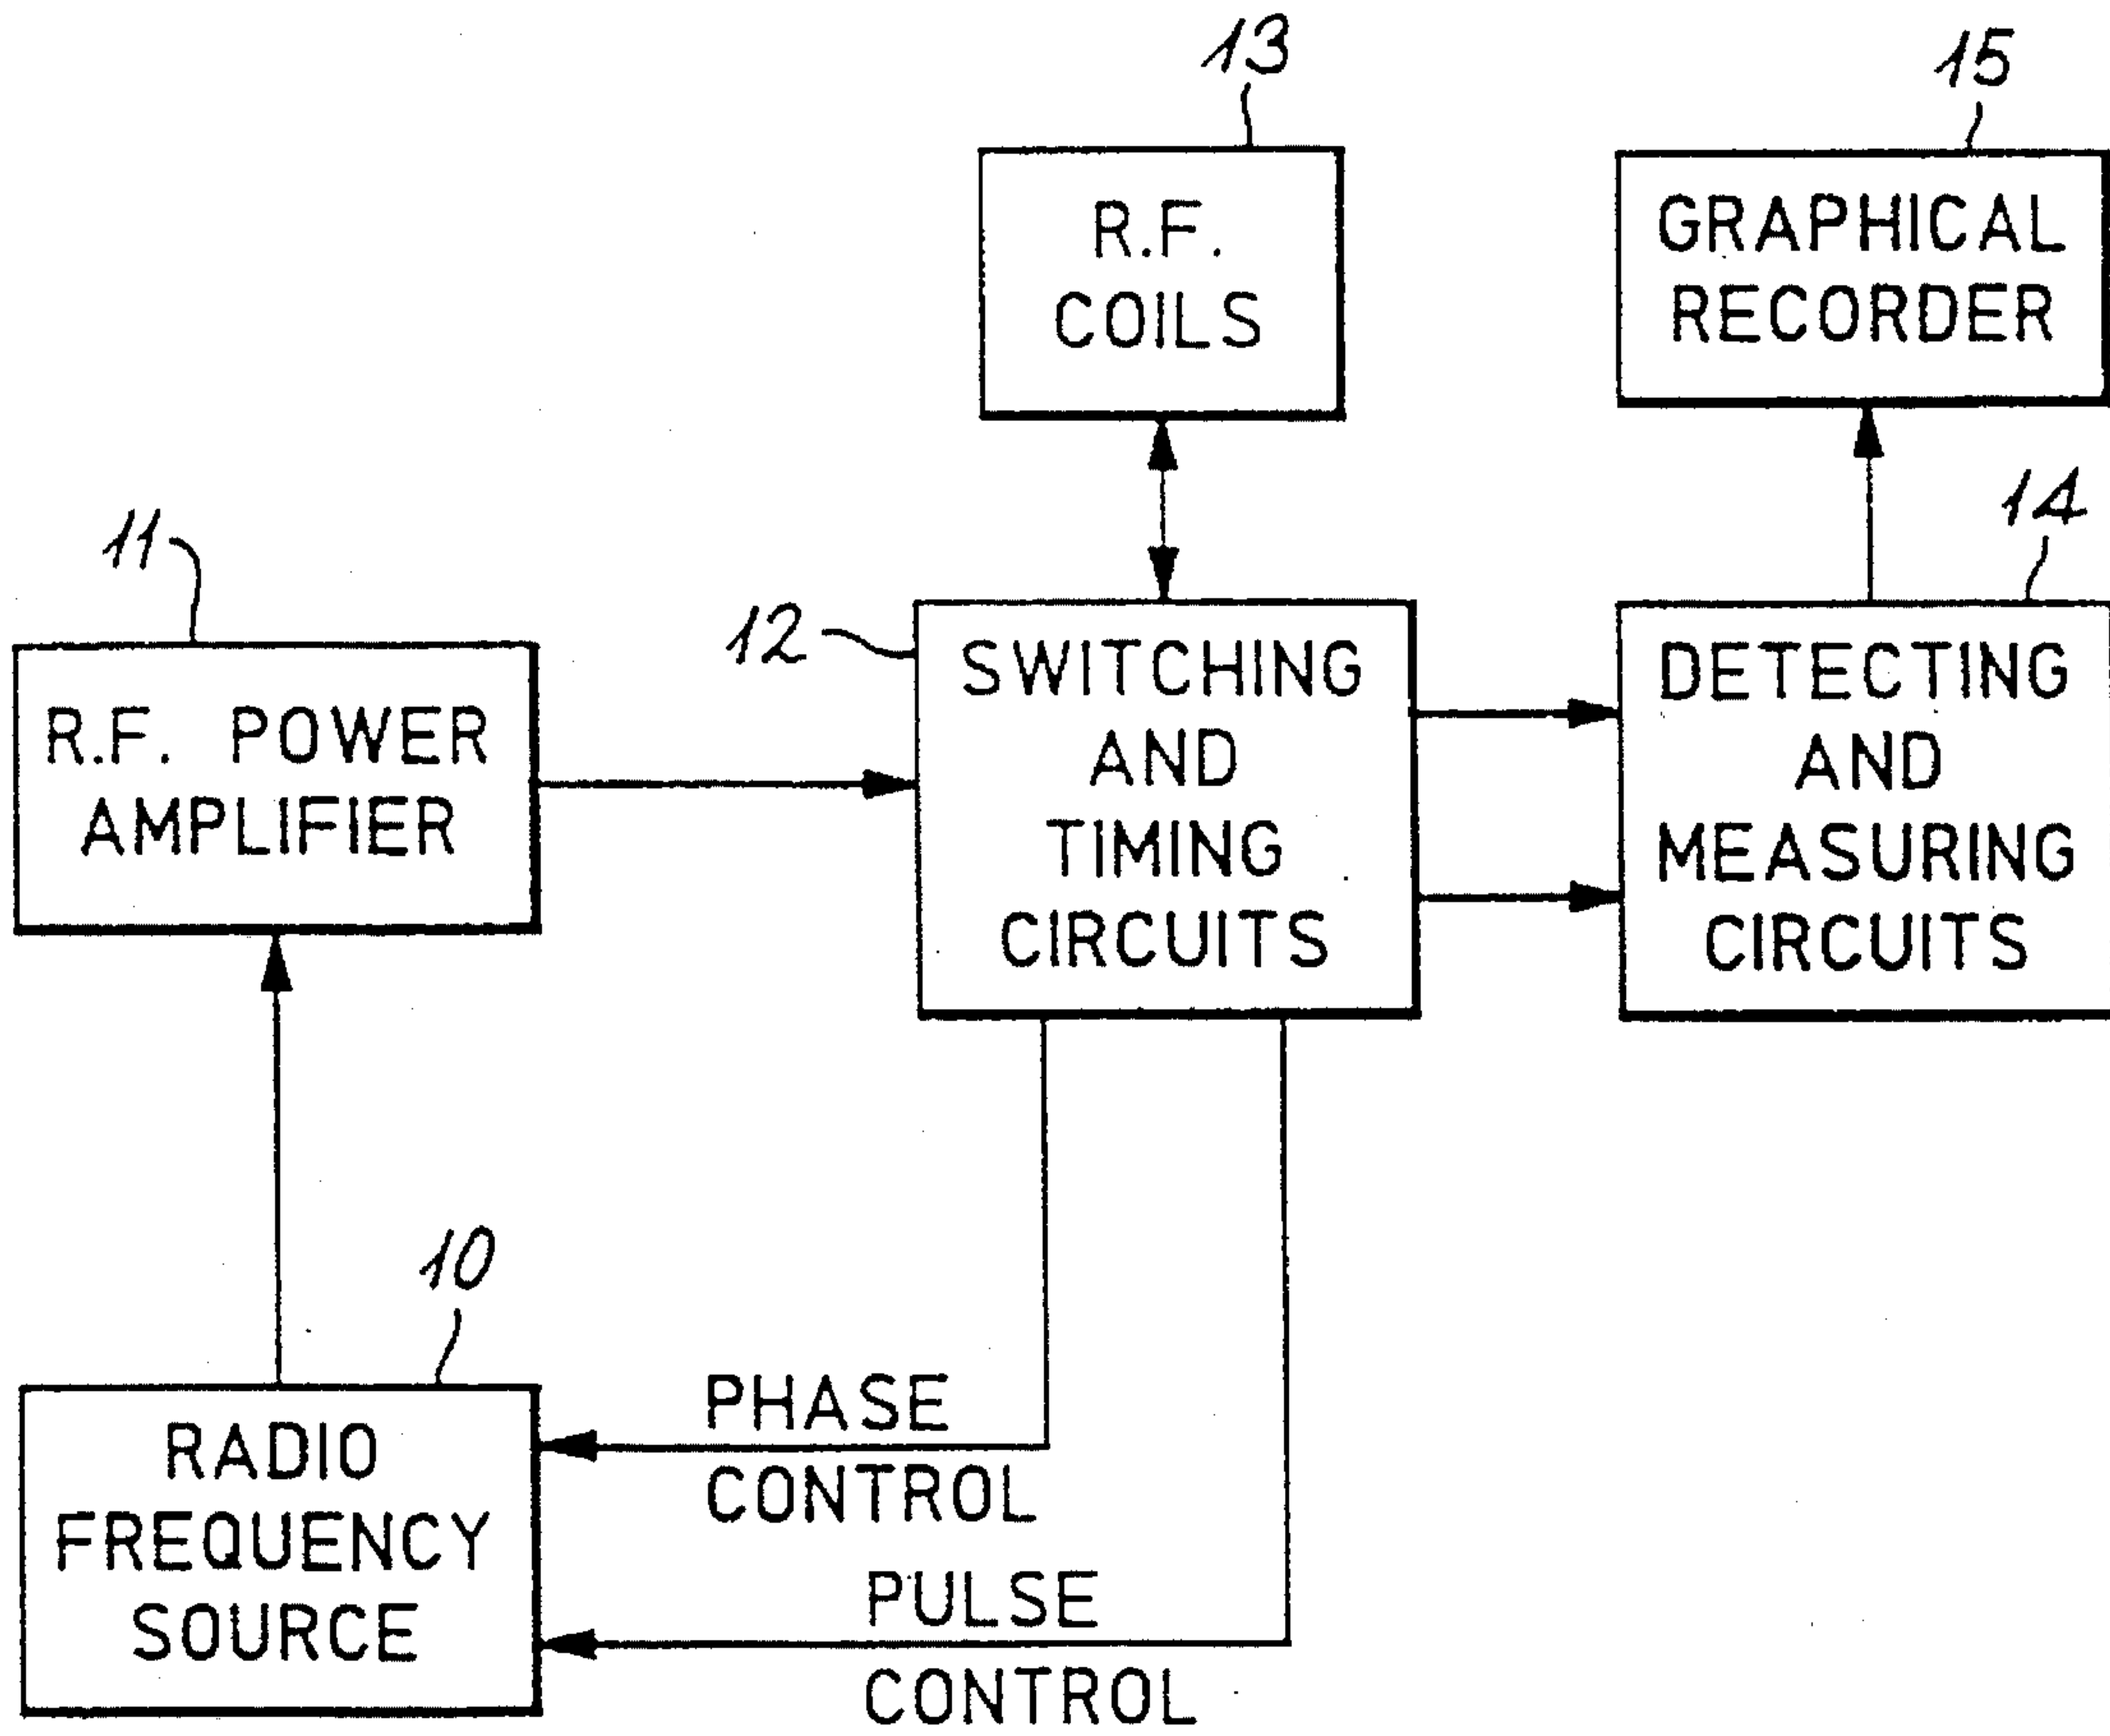 13
15
R.F.
COILS
GRAPHICAL
RECORDER
11
12
14
R.F. POWER
AMPLIFIER
SWITCHING
AND
TIMING
CIRCUITS
DETECTING
AND
MEASURING
CIRCUITS
10
RADIO
FREQUENCY
SOURCE
PHASE
CONTROL
PULSE
CONTROL